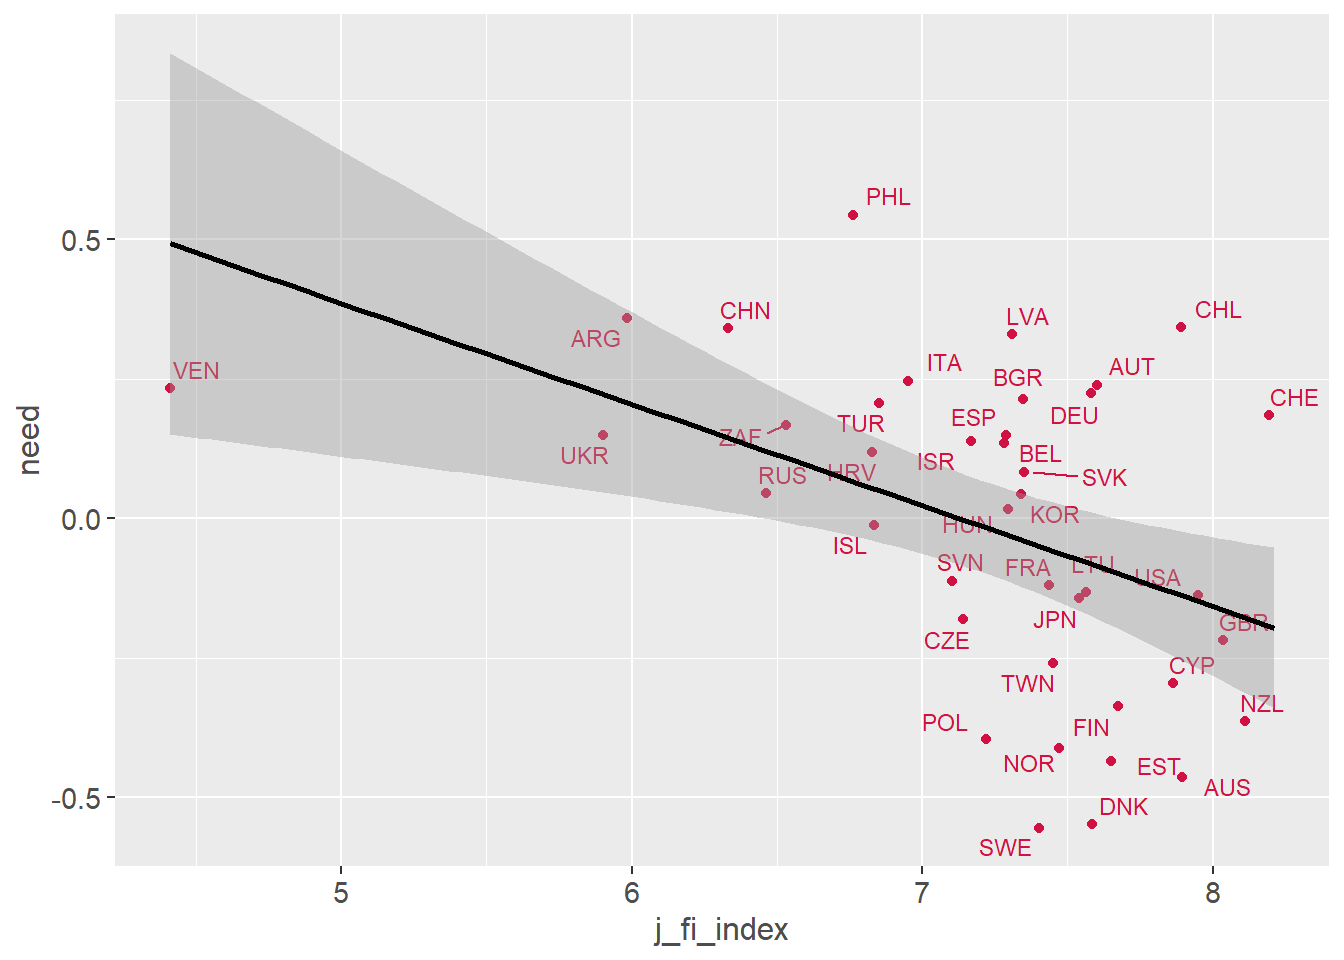 PHL
0.5
CHN
CHL
LVA
ARG
ITA
VEN
BGR
AUT
CHE
need
TUR
ESP
DEU
ZAF
UKR
ISR
BEL
RUS
HRV
SVK
0.0
HUN
KOR
ISL
SVN
FRA
LTU
USA
JPN
GBR
CZE
CYP
TWN
NZL
POL
FIN
NOR
EST
AUS
-0.5
DNK
SWE
5
6
7
8
j_fi_index